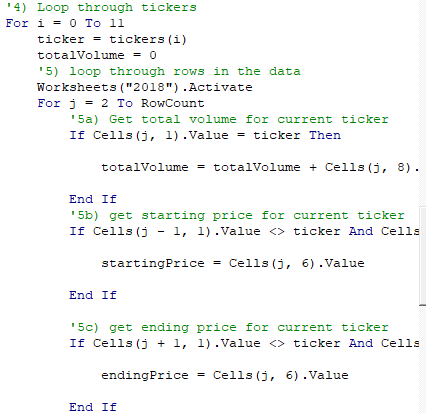 '4) Loop through tickers
For i = 0 To 11
ticker = tickers(i)
totalVolume = 0
'5) loop through rows in the data
Worksheets("2018").Activate
For j = 2 To RowCount
'5a) Get total volume for current ticker
If Cells(j, 1).Value = ticker Then
totalVolume = totalVolume + Cells(j, 8).
End If
'5b) get starting price for current ticker
If Cells(j - 1, 1).Value <> ticker And Cells
startingPrice = Cells(j, 6).Value
End If
'5c) get ending price for current ticker
If Cells(j + 1, 1).Value <> ticker And Cells
endingPrice = Cells(j, 6).Value
End If